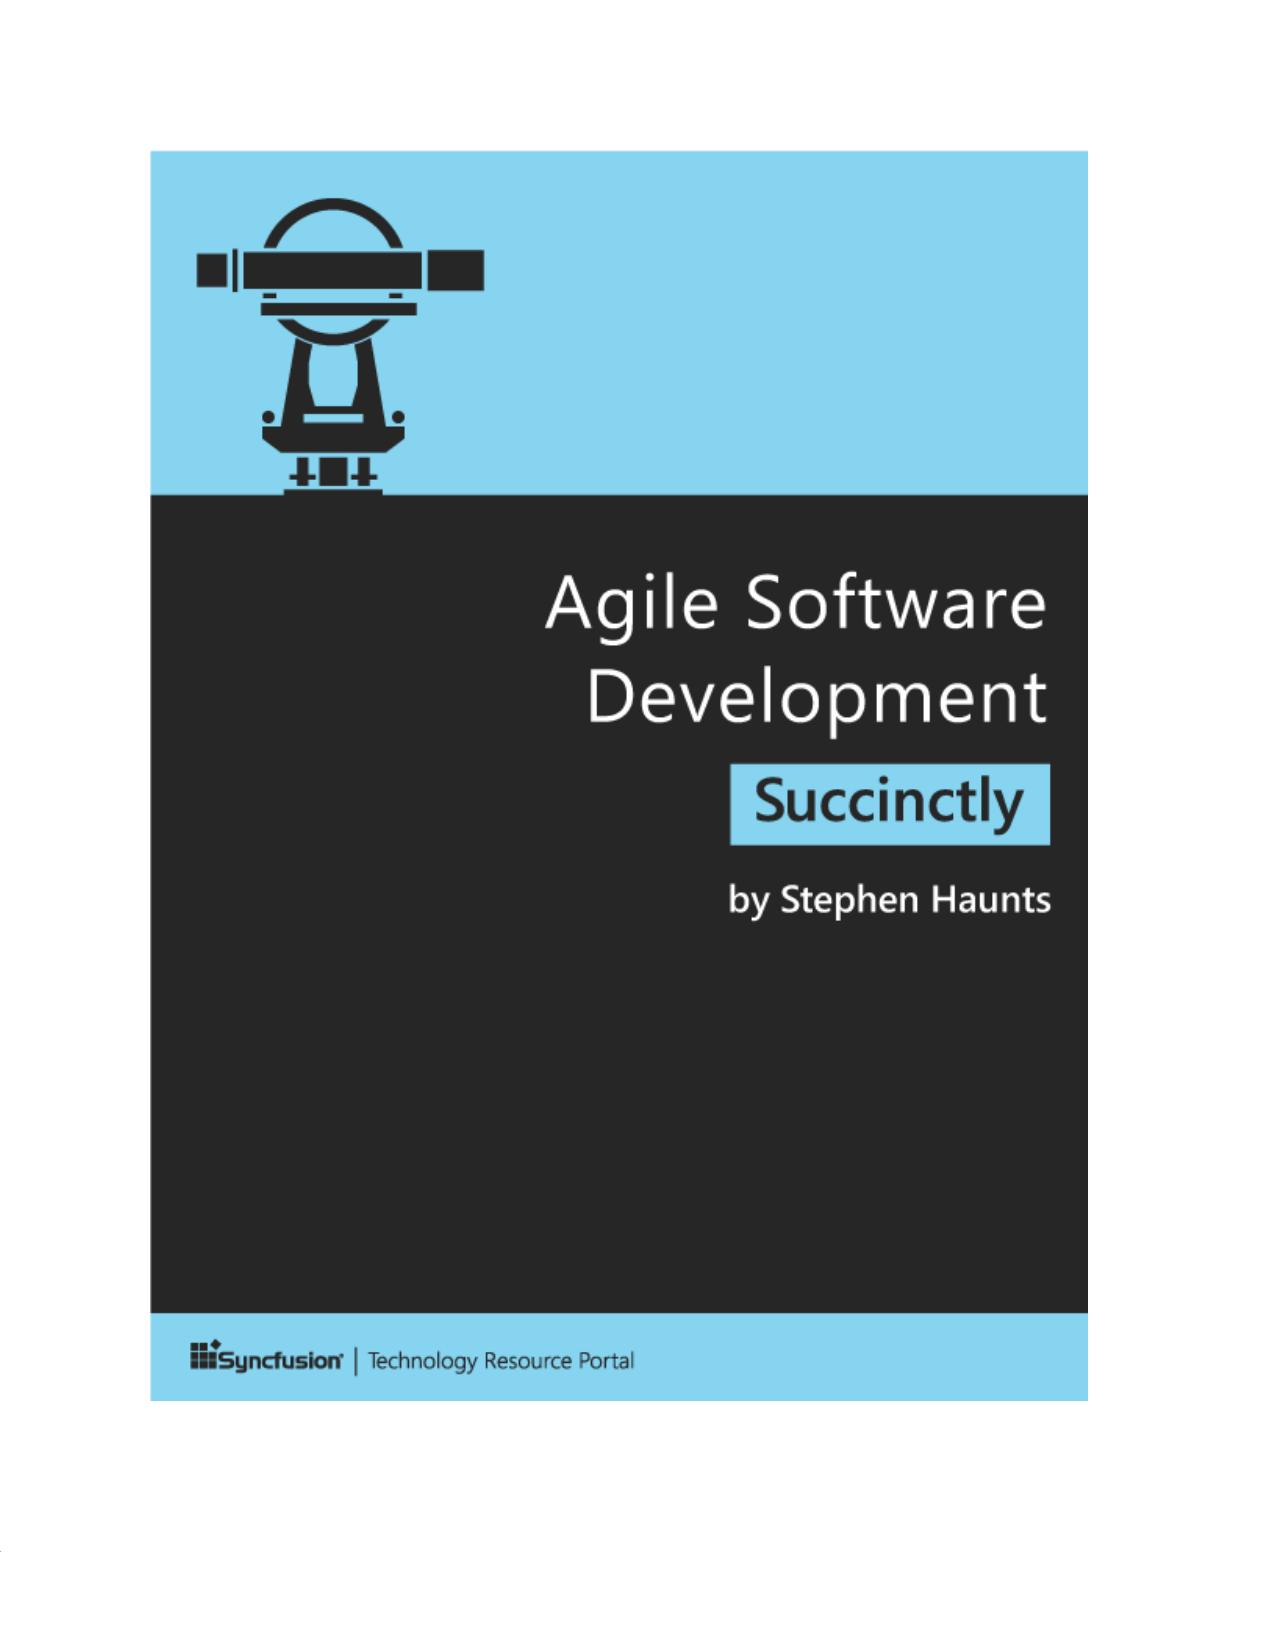 Agile Software
Development
Succinctly
by Stephen Haunts
Syncfusion | Technology Resource Portal